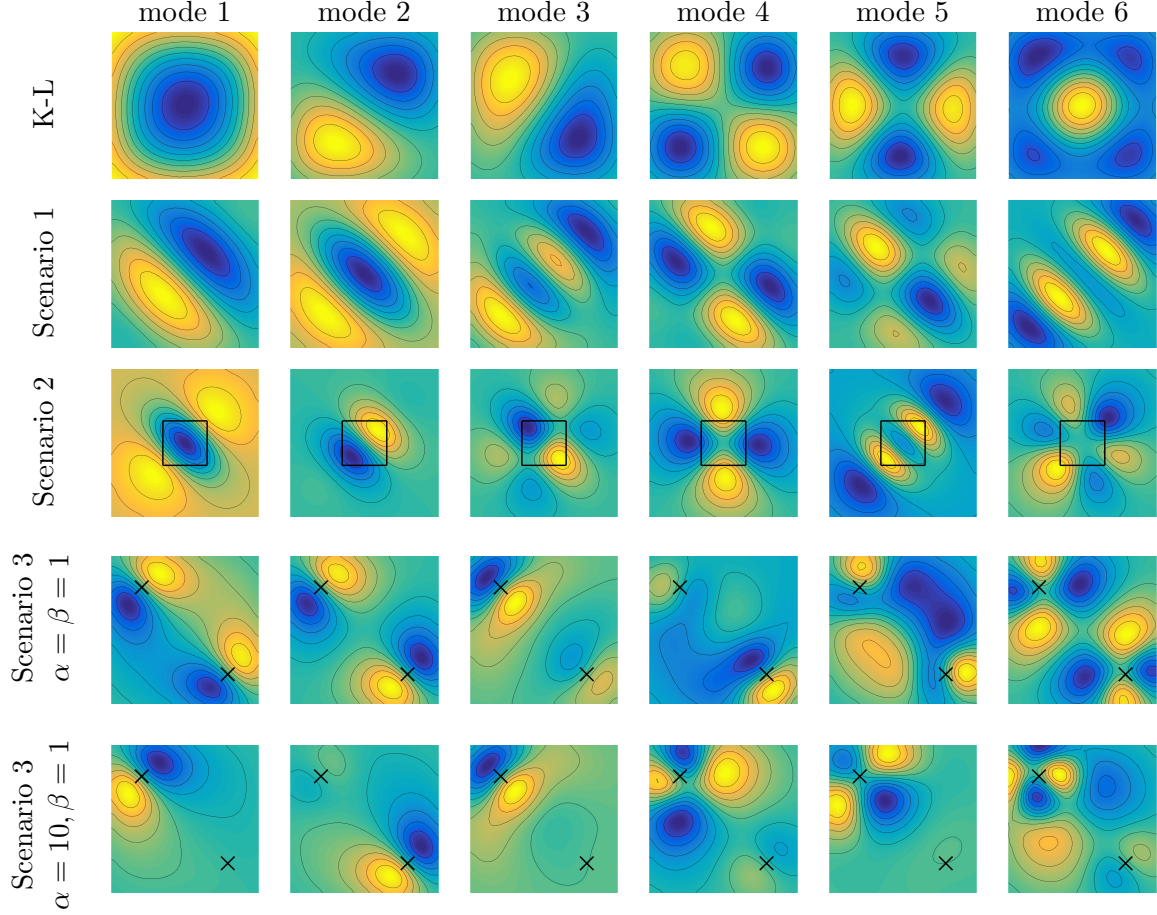 mode 1 mode 2 mode 3 mode 4 mode 5 mode 6
K-L
Scenario 1
Scenario 2
Scenario 3
α = β = 1
Scenario 3
α = 10, β = 1